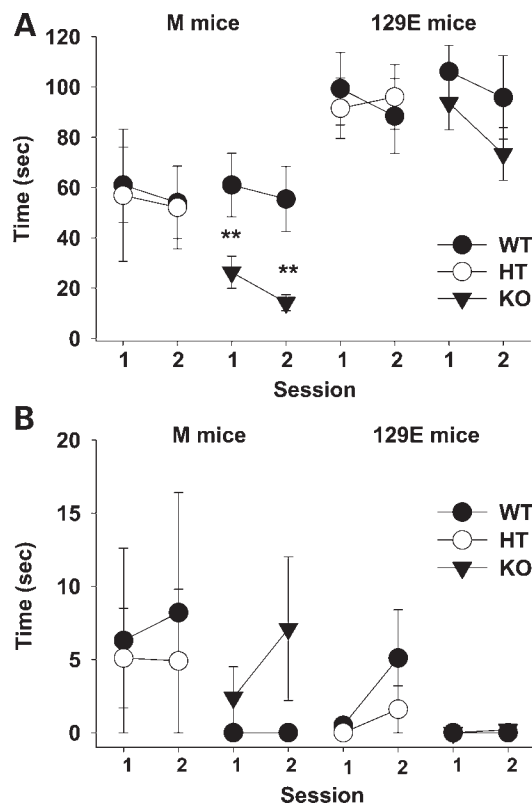 A
M mice 129E mice
120
100
80
60
40
20
0
Time (sec)
** **
WT
HT
KO
1 2 1 2 1 2 1 2
Session
B
M mice 129E mice
20
15
10
5
0
Time (sec)
WT
HT
KO
1 2 1 2 1 2 1 2
Session